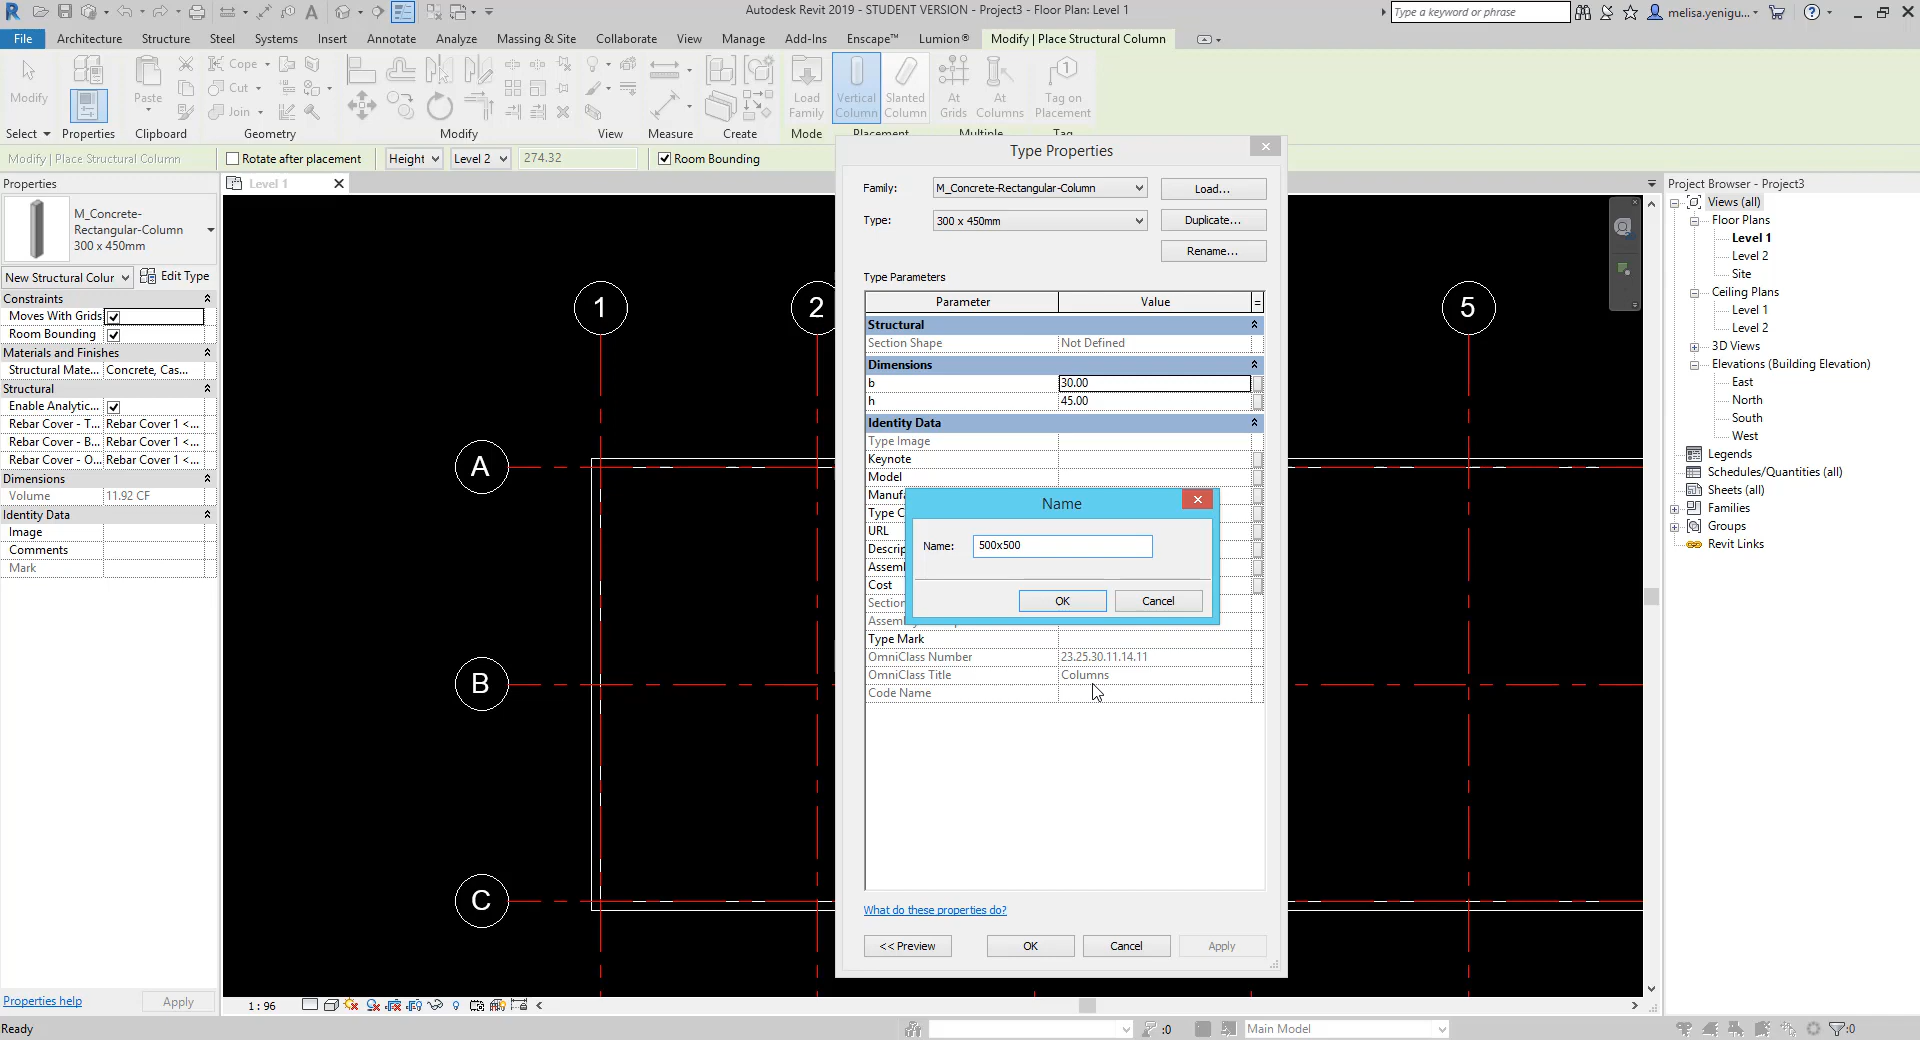 Autodesk Revit 2019 - STUDENT VERSION - Project3 - Floor Plan: Level 1
Type a keyword or phrase
melisa.yenigu...
File Architecture Structure Steel Systems Insert Annotate Analyze Massing & Site Collaborate View Manage Add-Ins Enscape™ Lumion® Modify | Place Structural Column
Modify
Properties
Paste
Cope
Cut
Join
Load Family
Vertical Column
Slanted Column
At Grids
At Columns
Tag on Placement
Select Properties Clipboard Geometry Modify View Measure Create Mode Placement Multiple Tag
Modify | Place Structural Column
Rotate after placement
Height
Level 2
274.32
Room Bounding
Properties
M_Concrete-
Rectangular-Column
300 x 450mm
New Structural Colur
Edit Type
Constraints
Moves With Grids
Room Bounding
Materials and Finishes
Structural Mate... Concrete, Cas...
Structural
Enable Analytic...
Rebar Cover - T... Rebar Cover 1 <...
Rebar Cover - B... Rebar Cover 1 <...
Rebar Cover - O... Rebar Cover 1 <...
Dimensions
Volume 11.92 CF
Identity Data
Image
Comments
Mark
Properties help
Apply
Ready
Level 1
1
2
5
A
B
C
1 : 96
Type Properties
Family: M_Concrete-Rectangular-Column Load...
Type: 300 x 450mm Duplicate...
Rename...
Type Parameters
Parameter Value =
Structural
Section Shape Not Defined
Dimensions
b 30.00
h 45.00
Identity Data
Type Image
Keynote
Model
Manufa
Type C
URL
Descrip
Assem
Cost
Section
Assem
Type Mark
OmniClass Number 23.25.30.11.14.11
OmniClass Title Columns
Code Name
Name
Name: 500x500
OK Cancel
What do these properties do?
<< Preview OK Cancel Apply
Project Browser - Project3
Views (all)
Floor Plans
Level 1
Level 2
Site
Ceiling Plans
Level 1
Level 2
3D Views
Elevations (Building Elevation)
East
North
South
West
Legends
Schedules/Quantities (all)
Sheets (all)
Families
Groups
Revit Links
:0
Main Model
:0